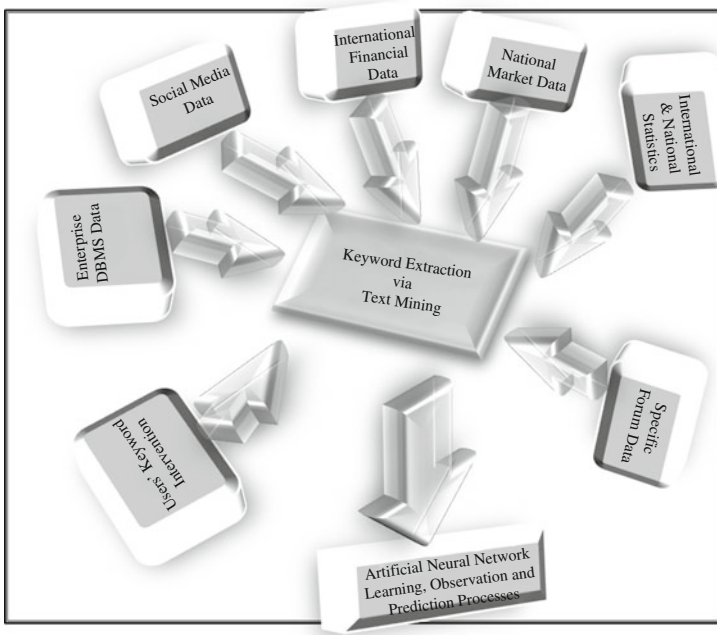 International
Financial
Data
National
Market Data
Social Media
Data
International
& National
Statistics
Enterprise
DBMS Data
Keyword Extraction
via
Text Mining
Specific
Forum Data
Users' Keyword
Intervention
Artificial Neural Network
Learning, Observation and
Prediction Processes